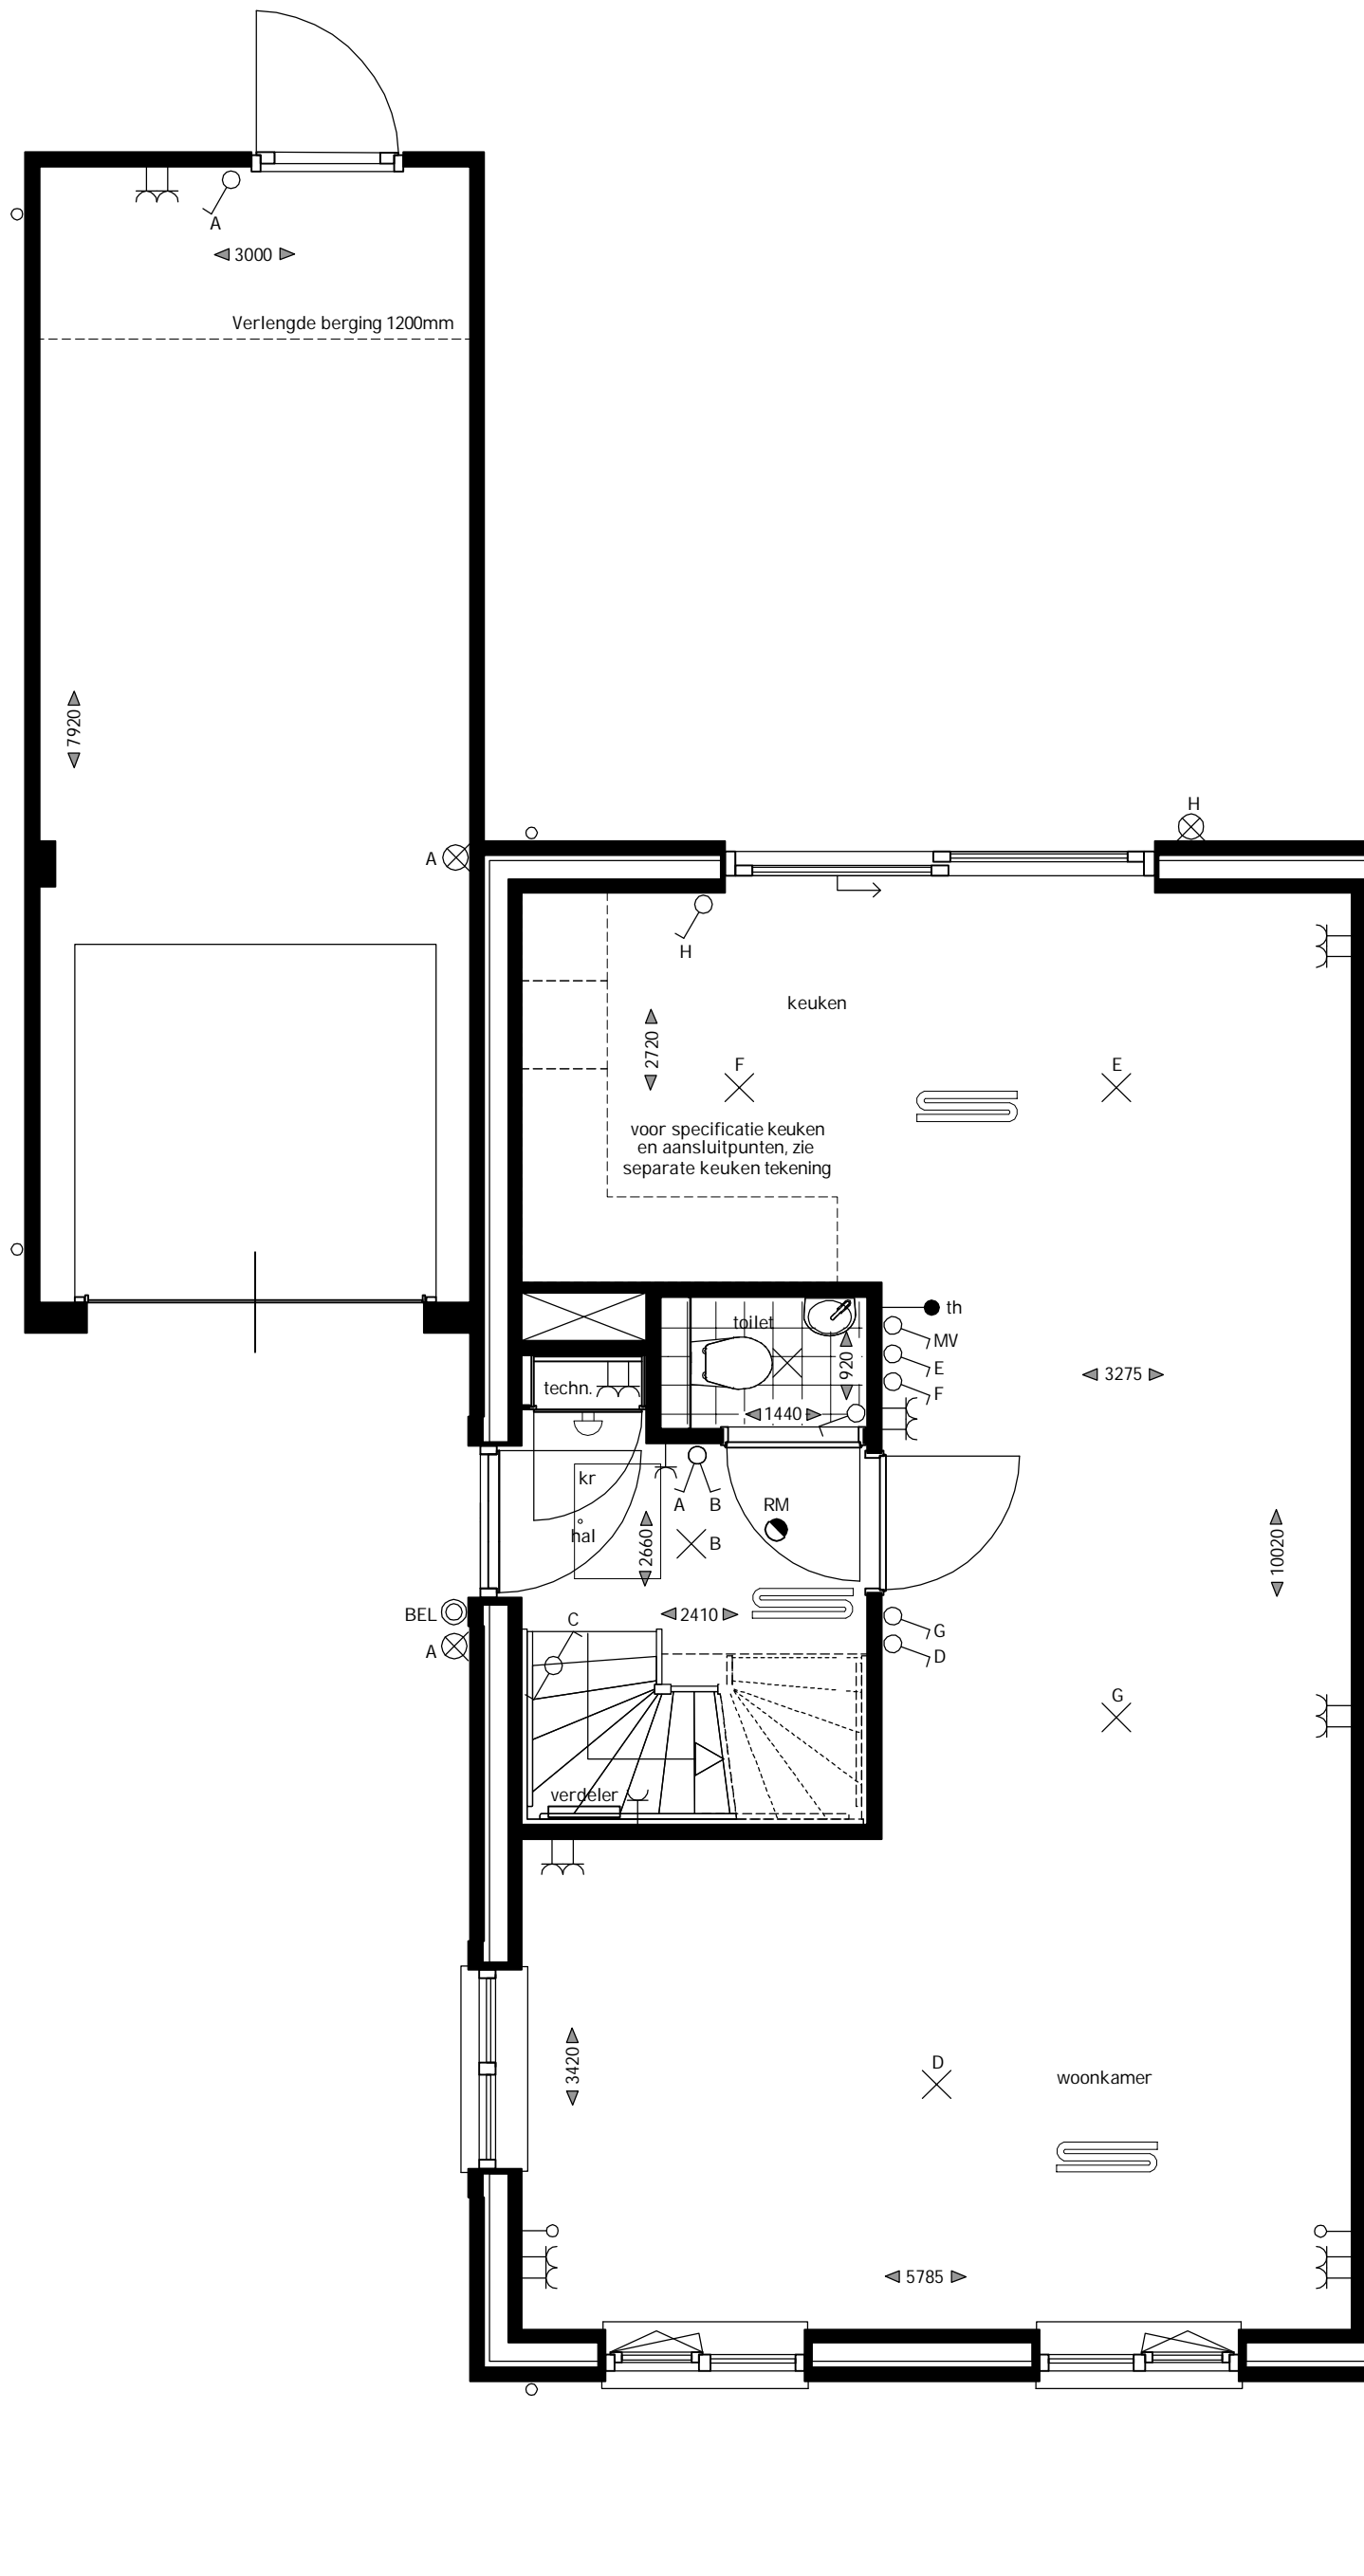 A
3000
Verlengde berging 1200mm
7920
H
A
H
keuken
2720
F
E
voor specificatie keuken
en aansluitpunten, zie
separate keuken tekening
th
toilet
MV
920
E
3275
techn.
F
1440
kr
A
B
RM
hal
2660
B
10020
BEL
C
2410
G
A
D
G
verdeler
3420
D
woonkamer
5785